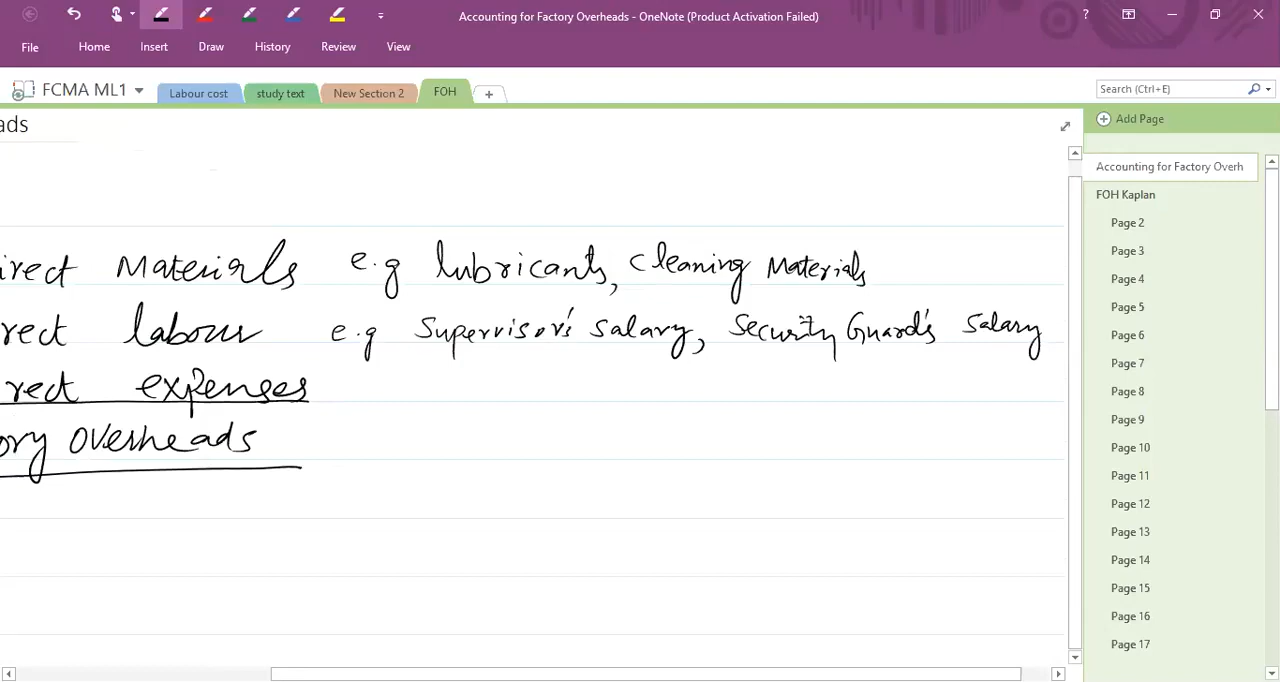 Accounting for Factory Overheads - OneNote (Product Activation Failed)
?
File Home Insert Draw History Review View
FCMA ML1 Labour cost study text New Section 2 FOH +
Search (Ctrl+E)
ads
Add Page
Accounting for Factory Overh
FOH Kaplan
Page 2
Page 3
Page 4
Page 5
Page 6
Page 7
Page 8
Page 9
Page 10
Page 11
Page 12
Page 13
Page 14
Page 15
Page 16
Page 17
irect Materials e.g lubricants, Cleaning Materials
rect labour e.g Supervisor's salary, Security Guard's Salary
rect expenses
ory Overheads